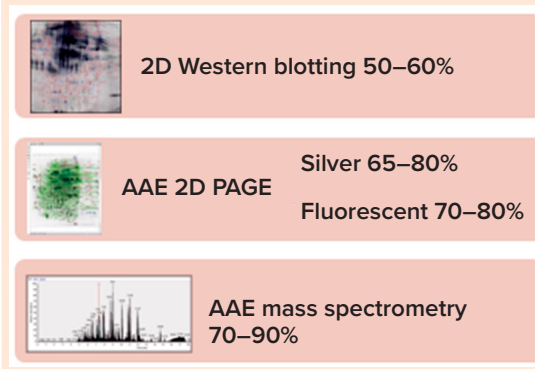 2D Western blotting 50–60%
AAE 2D PAGE
Silver 65–80%
Fluorescent 70–80%
AAE mass spectrometry
70–90%